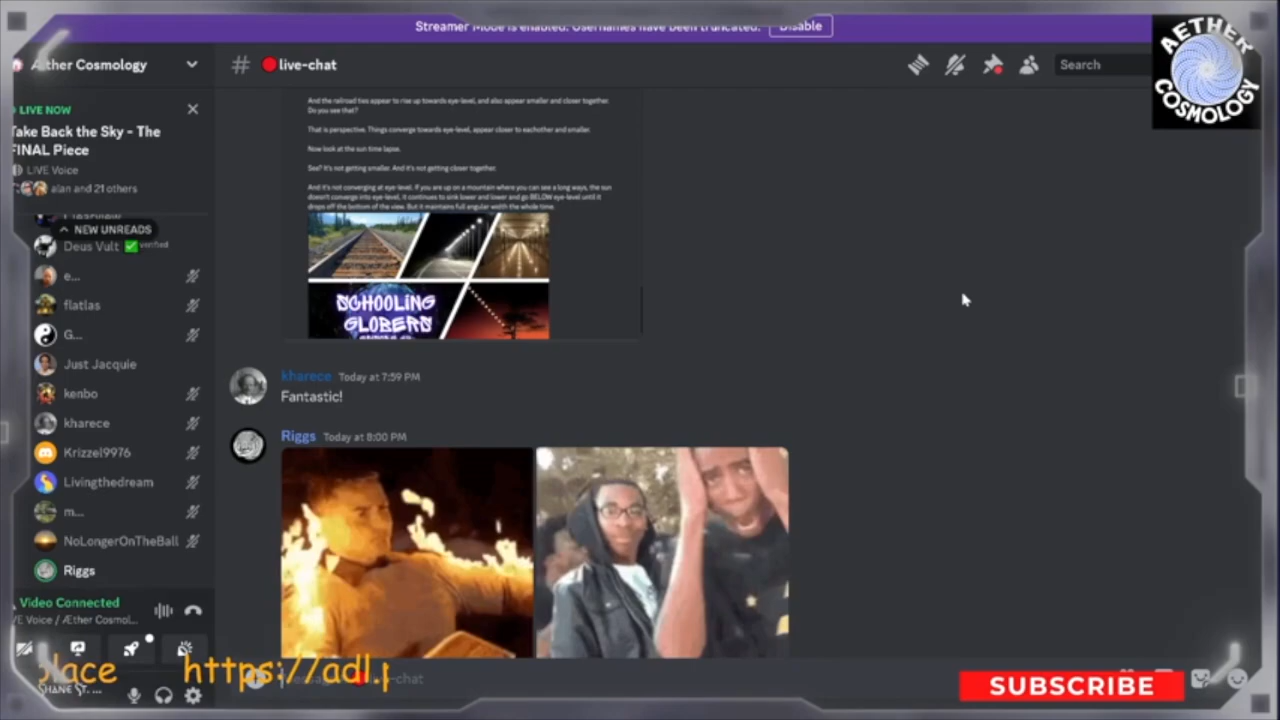 Streamer Mode is enabled. Usernames have been truncated.
Disable
Æther Cosmology
live-chat
Search
AETHER
COSMOLOGY
LIVE NOW
Take Back the Sky - The
FINAL Piece
LIVE Voice
alan and 21 others
NEW UNREADS
Deus Vult verified
e...
flatlas
G...
Just Jacquie
kenbo
kharece
Krizzel9976
Livingthedream
m...
NoLongerOnTheBall
Riggs
Video Connected
VE Voice / Æther Cosmol...
And the railroad ties appear to rise up towards eye-level, and also appear smaller and closer together.
Do you see that?
That is perspective. Things converge towards eye-level, appear closer to eachother and smaller.
Now look at the sun time lapse.
See? It's not getting smaller. And it's not getting closer together.
And it's not converging at eye-level. If you are up on a mountain where you can see a long ways, the sun
doesn't converge into eye-level, it continues to sink lower and lower and go BELOW eye-level until it
drops off the bottom of the view. But it maintains full angular width the whole time.
SCHOOLING
GLOBERS
kharece Today at 7:59 PM
Fantastic!
Riggs Today at 8:00 PM
place https://adl.p
SHANE ST. ...
-chat
SUBSCRIBE